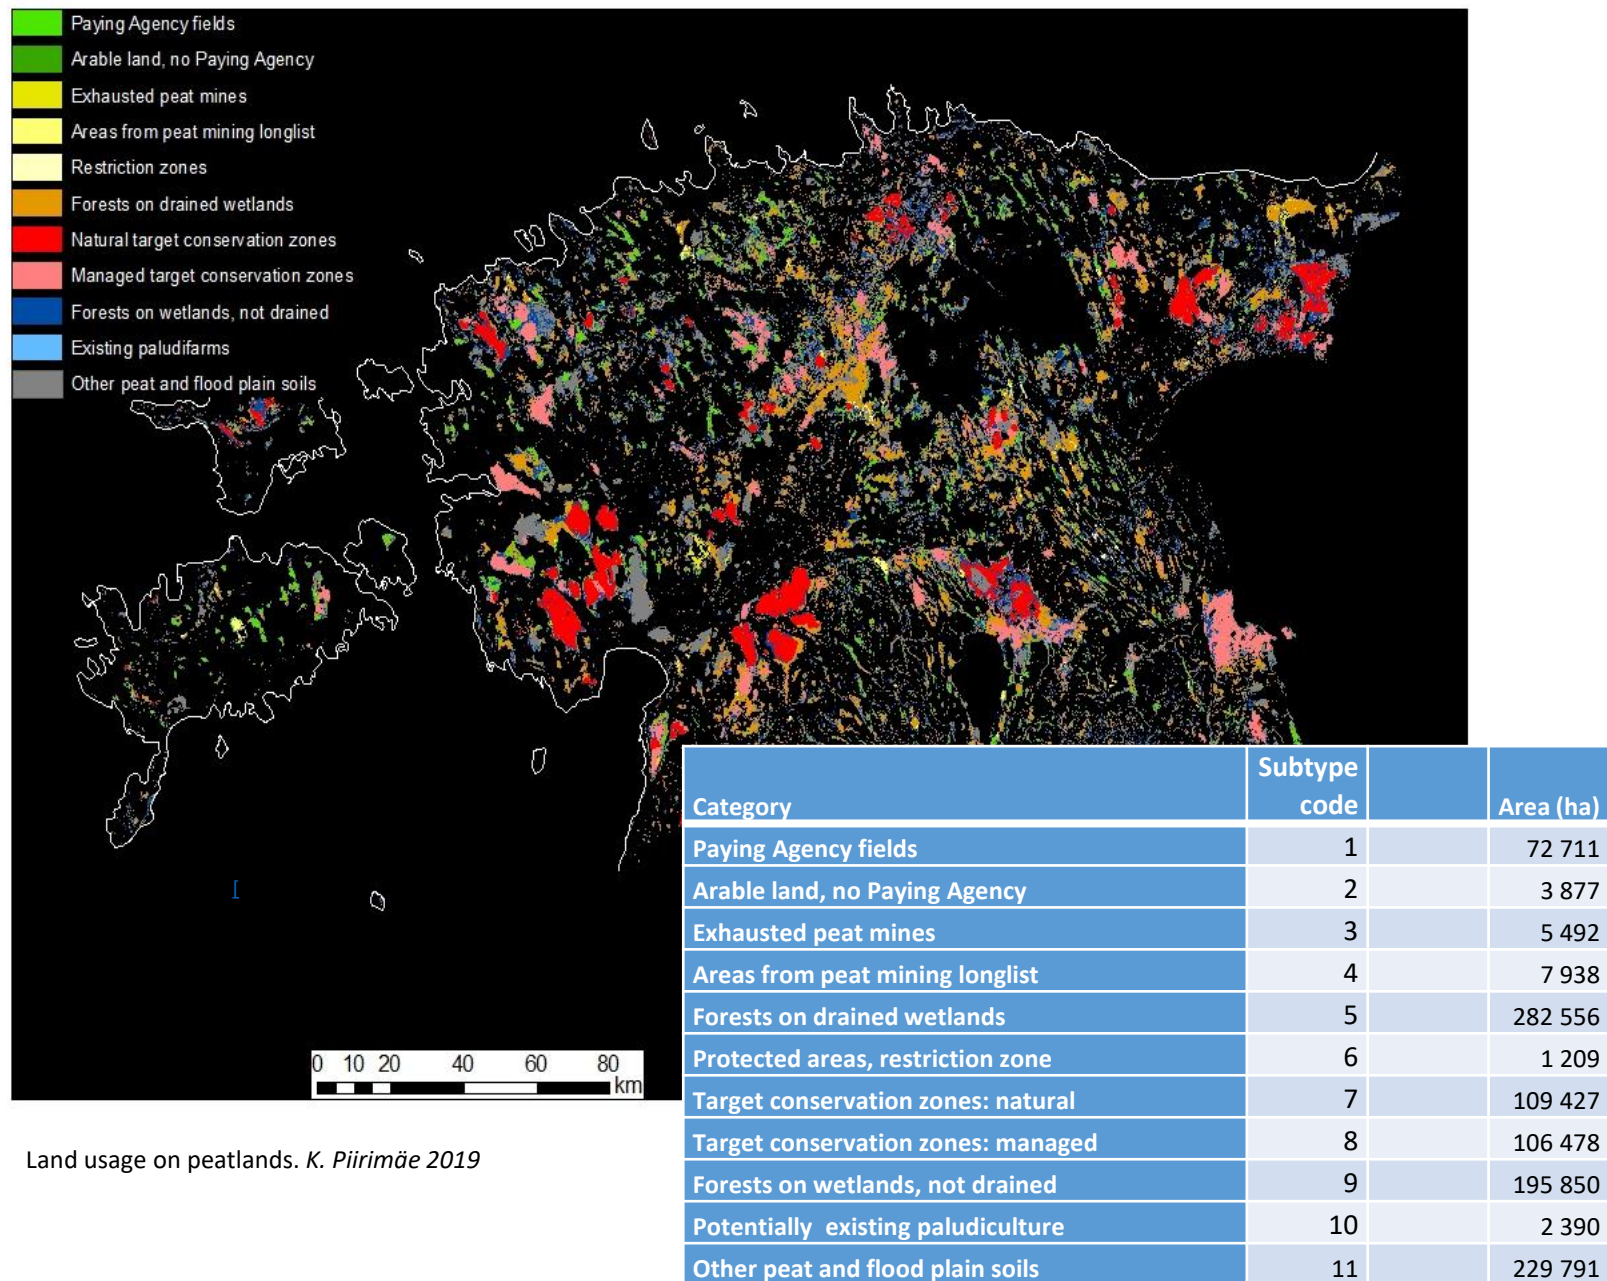 Paying Agency fields
Arable land, no Paying Agency
Exhausted peat mines
Areas from peat mining longlist
Restriction zones
Forests on drained wetlands
Natural target conservation zones
Managed target conservation zones
Forests on wetlands, not drained
Existing paludifarms
Other peat and flood plain soils
[
0 10 20 40 60 80
km
Land usage on peatlands. K. Piirimäe 2019
Category Subtype code Area (ha)
Paying Agency fields 1 72 711
Arable land, no Paying Agency 2 3 877
Exhausted peat mines 3 5 492
Areas from peat mining longlist 4 7 938
Forests on drained wetlands 5 282 556
Protected areas, restriction zone 6 1 209
Target conservation zones: natural 7 109 427
Target conservation zones: managed 8 106 478
Forests on wetlands, not drained 9 195 850
Potentially existing paludiculture 10 2 390
Other peat and flood plain soils 11 229 791